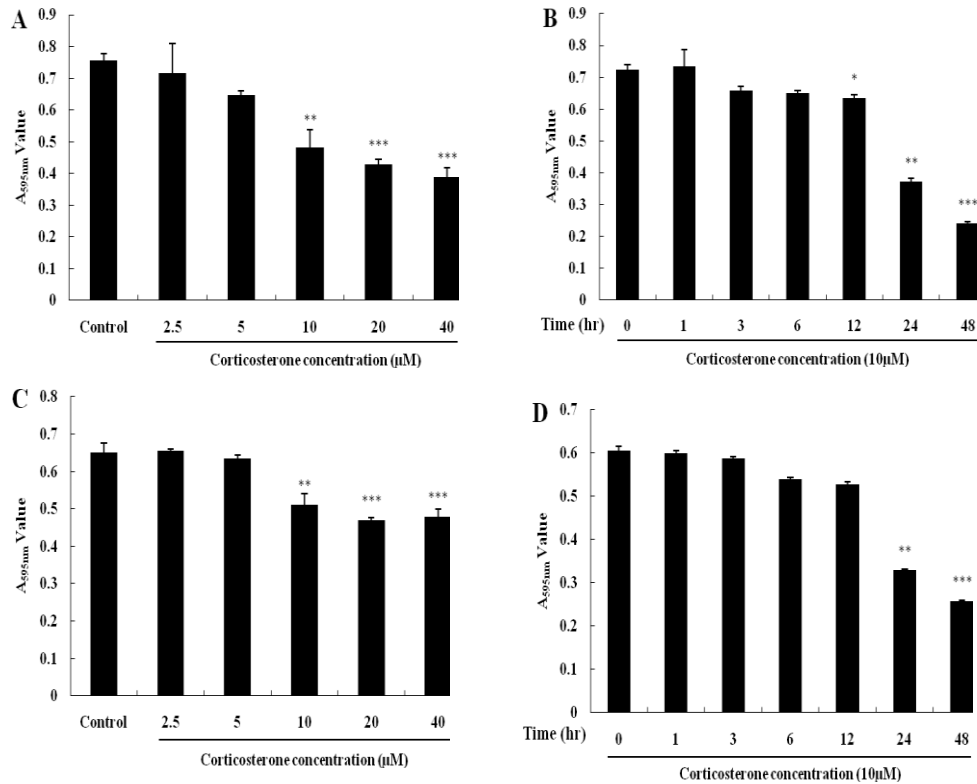 A
0.8
0.7
0.6
0.5
0.4
0.3
0.2
0.1
0
A595nm Value
** *** ***
Control 2.5 5 10 20 40
Corticosterone concentration (μM)
B
0.9
0.8
0.7
0.6
0.5
0.4
0.3
0.2
0.1
0
A595nm Value
* ** ***
Time (hr) 0 1 3 6 12 24 48
Corticosterone concentration (10μM)
C
0.8
0.7
0.6
0.5
0.4
0.3
0.2
0.1
0
A595nm Value
** *** ***
Control 2.5 5 10 20 40
Corticosterone concentration (μM)
D
0.7
0.6
0.5
0.4
0.3
0.2
0.1
0
A595nm Value
** ***
Time (hr) 0 1 3 6 12 24 48
Corticosterone concentration (10μM)